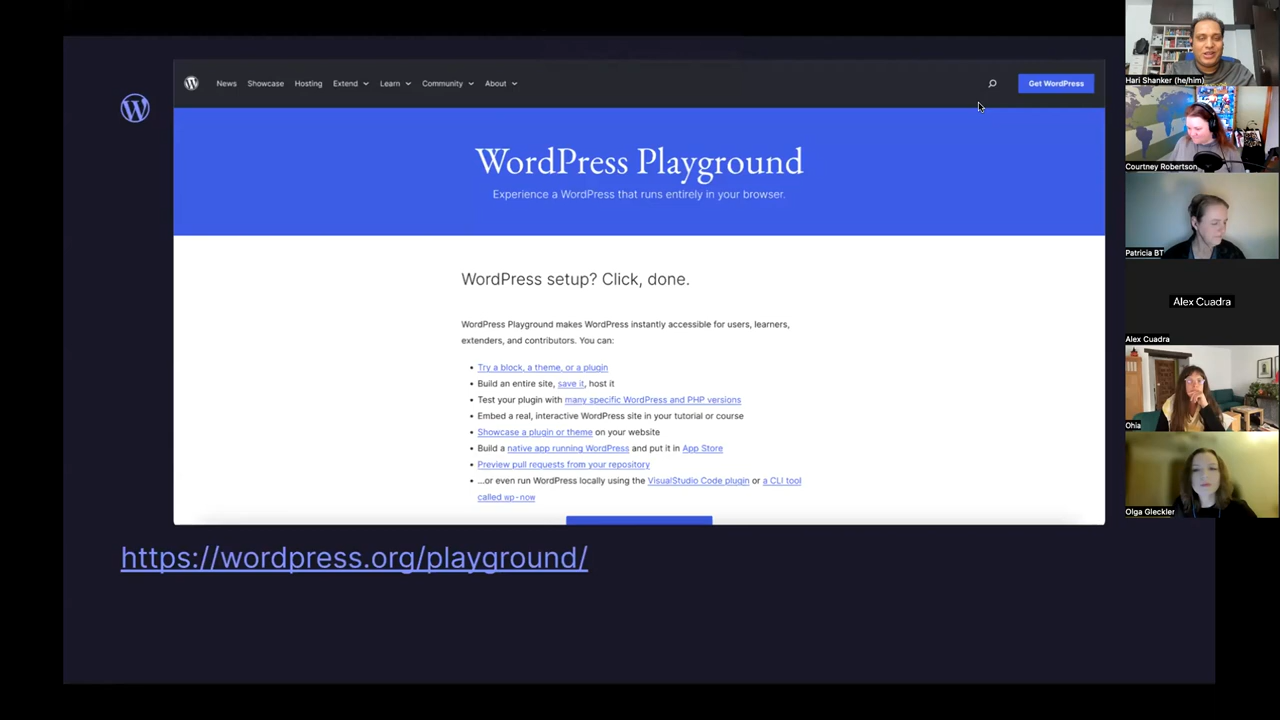 News Showcase Hosting Extend Learn Community About Get WordPress
WordPress Playground
Experience a WordPress that runs entirely in your browser.
WordPress setup? Click, done.
WordPress Playground makes WordPress instantly accessible for users, learners,
extenders, and contributors. You can:
• Try a block, a theme, or a plugin
• Build an entire site, save it, host it
• Test your plugin with many specific WordPress and PHP versions
• Embed a real, interactive WordPress site in your tutorial or course
• Showcase a plugin or theme on your website
• Build a native app running WordPress and put it in App Store
• Preview pull requests from your repository
• ...or even run WordPress locally using the VisualStudio Code plugin or a CLI tool
called wp-now
https://wordpress.org/playground/
Hari Shanker (he/him)
Courtney Robertson
Patricia BT
Alex Cuadra
Alex Cuadra
Ohia
Olga Gleckler